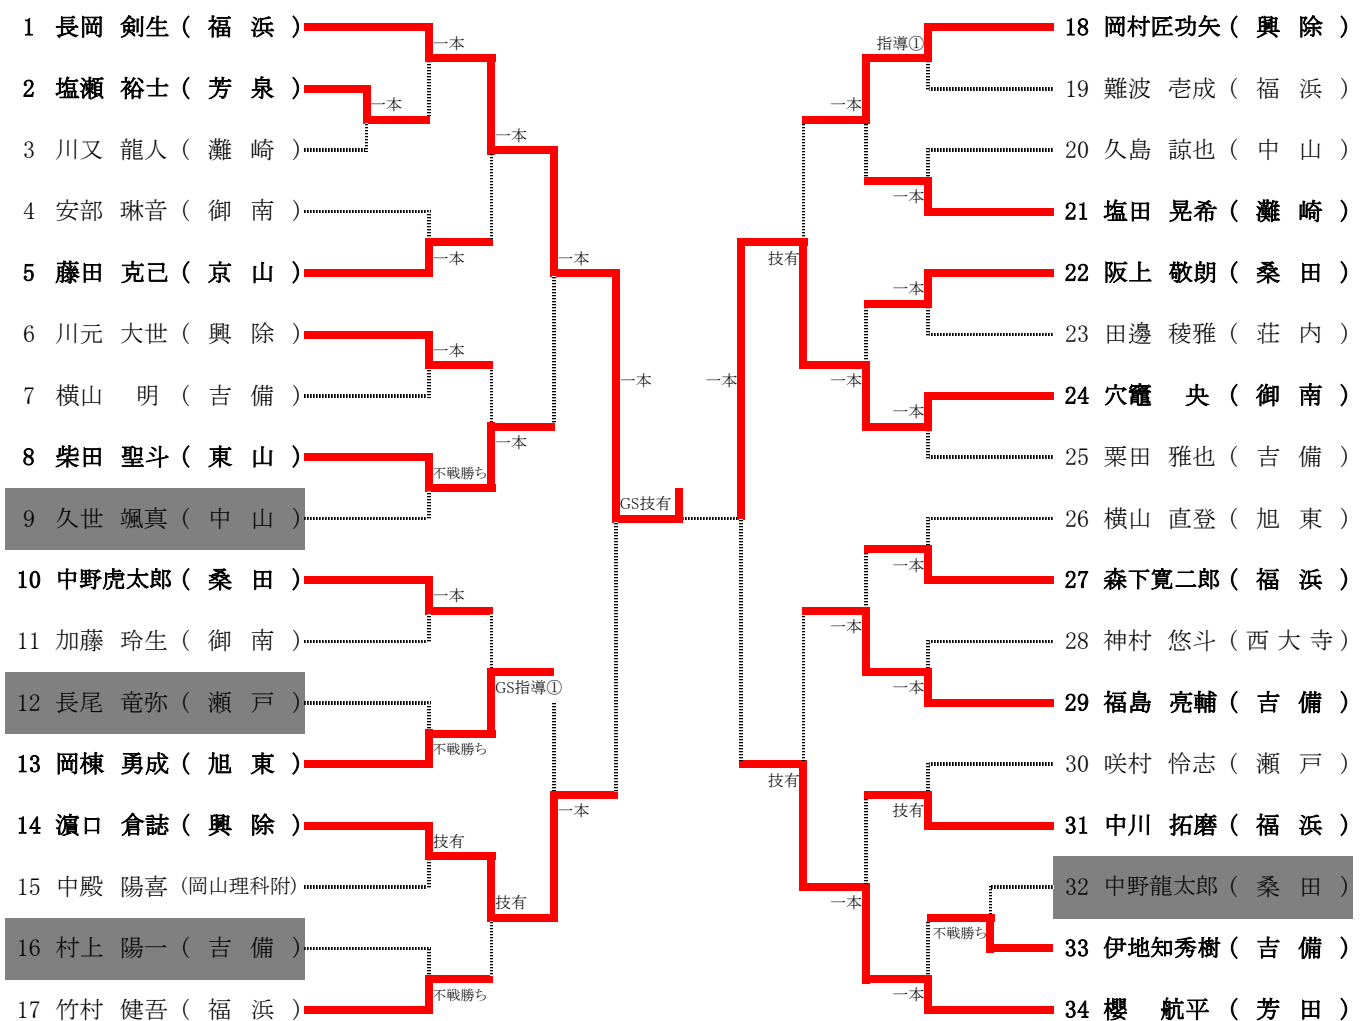 1 長岡 剣生 ( 福 浜 )
一本
2 塩瀬 裕士 ( 芳 泉 )
一本
3 川又 龍人 ( 灘 崎 )
一本
4 安部 琳音 ( 御 南 )
5 藤田 克己 ( 京 山 )
一本
一本
6 川元 大世 ( 興 除 )
一本
7 横山 明 ( 吉 備 )
一本
8 柴田 聖斗 ( 東 山 )
一本
不戦勝ち
9 久世 颯真 ( 中 山 )
GS技有
10 中野虎太郎 ( 桑 田 )
一本
11 加藤 玲生 ( 御 南 )
12 長尾 竜弥 ( 瀬 戸 )
GS指導①
13 岡棟 勇成 ( 旭 東 )
不戦勝ち
14 濵口 倉誌 ( 興 除 )
一本
技有
15 中殿 陽喜 (岡山理科附)
技有
16 村上 陽一 ( 吉 備 )
17 竹村 健吾 ( 福 浜 )
不戦勝ち
18 岡村匠功矢 ( 興 除 )
指導①
19 難波 壱成 ( 福 浜 )
一本
20 久島 諒也 ( 中 山 )
21 塩田 晃希 ( 灘 崎 )
一本
技有
22 阪上 敬朗 ( 桑 田 )
一本
23 田邊 稜雅 ( 荘 内 )
一本
一本
24 穴竈 央 ( 御 南 )
一本
25 粟田 雅也 ( 吉 備 )
26 横山 直登 ( 旭 東 )
27 森下寛二郎 ( 福 浜 )
一本
28 神村 悠斗 ( 西 大 寺 )
一本
29 福島 亮輔 ( 吉 備 )
一本
30 咲村 怜志 ( 瀬 戸 )
技有
31 中川 拓磨 ( 福 浜 )
技有
32 中野龍太郎 ( 桑 田 )
一本
33 伊地知秀樹 ( 吉 備 )
不戦勝ち
34 櫻 航平 ( 芳 田 )
一本